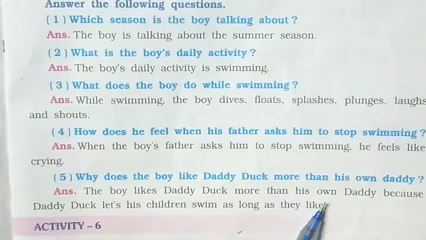 Answer the following questions.
(1) Which season is the boy talking about?
Ans. The boy is talking about the summer season.
(2) What is the boy's daily activity?
Ans. The boy's daily activity is swimming.
(3) What does the boy do while swimming?
Ans. While swimming, the boy dives, floats, splashes, plunges, laughs
and shouts.
(4) How does he feel when his father asks him to stop swimming?
Ans. When the boy's father asks him to stop swimming, he feels like
crying.
(5) Why does the boy like Daddy Duck more than his own daddy?
Ans. The boy likes Daddy Duck more than his own Daddy because
Daddy Duck let's his children swim as long as they like.
ACTIVITY – 6